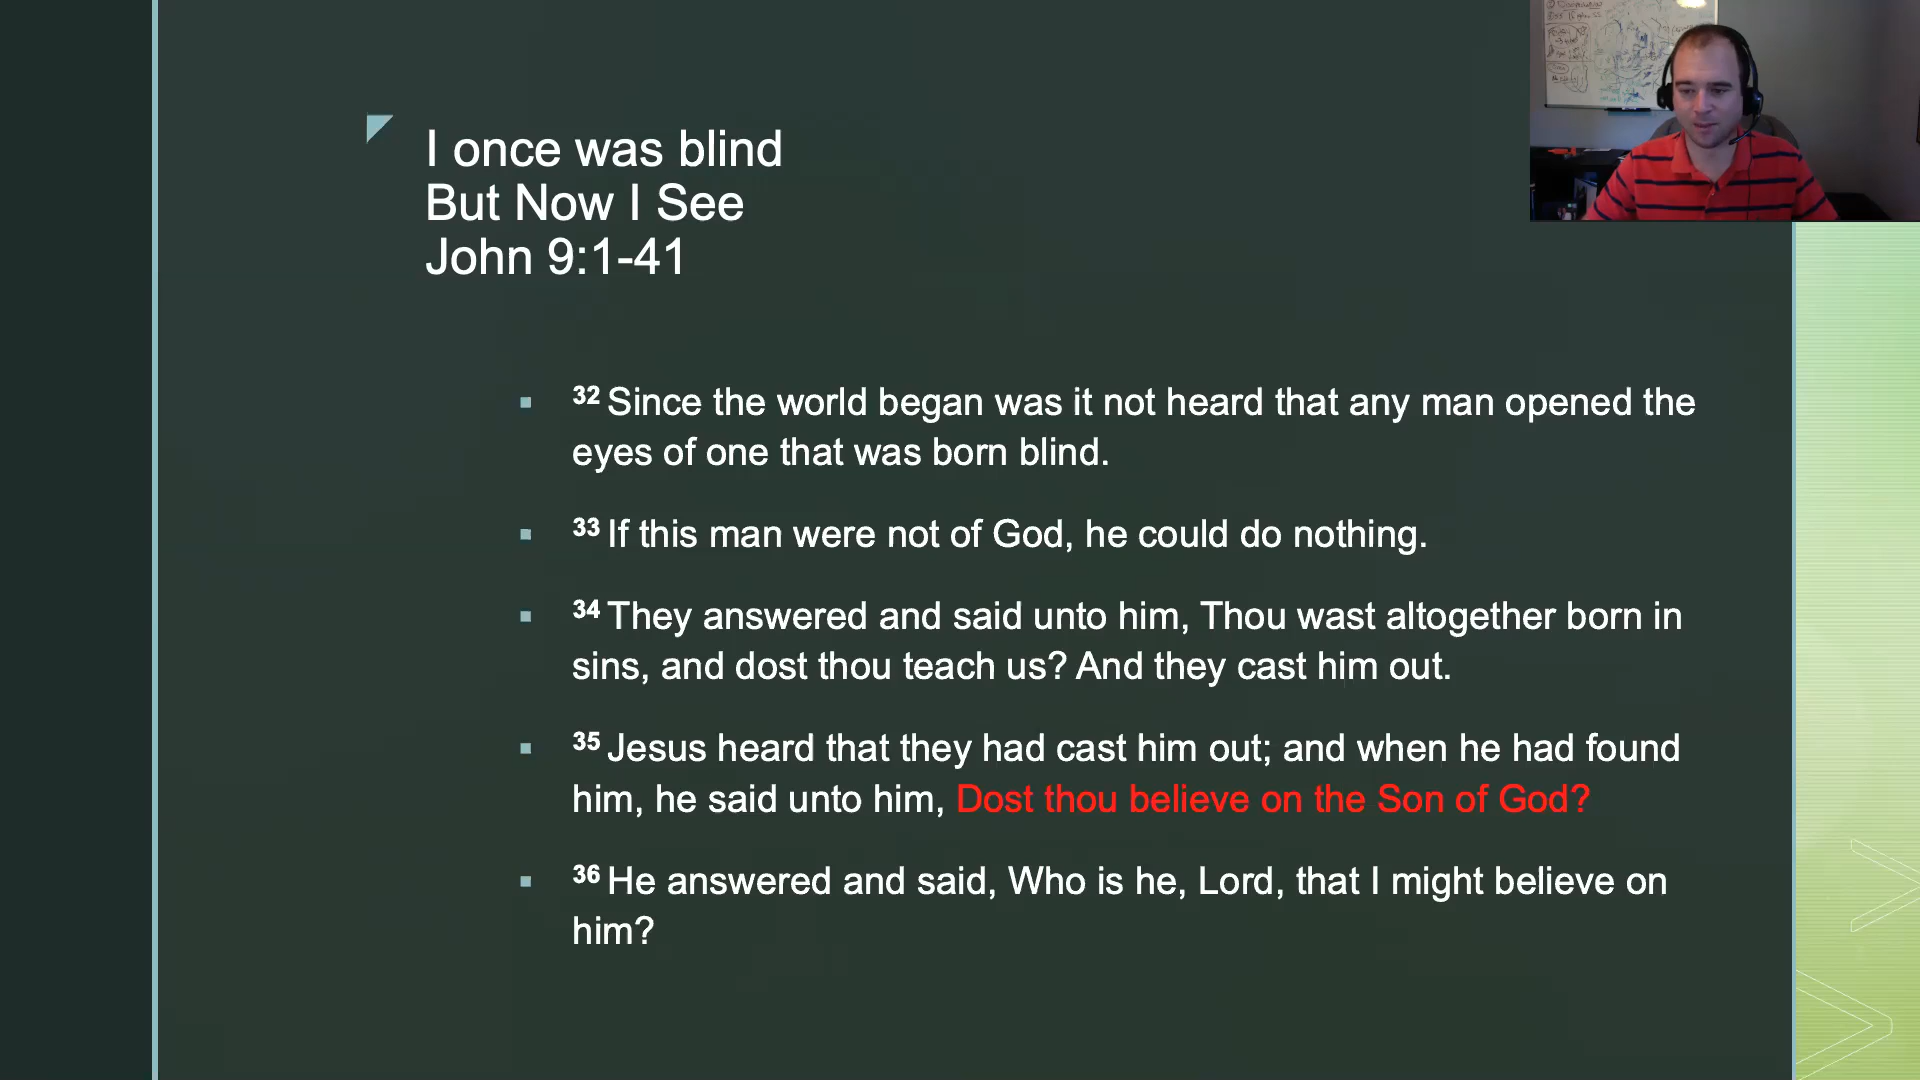 I once was blind
But Now I See
John 9:1-41
32 Since the world began was it not heard that any man opened the
eyes of one that was born blind.
33 If this man were not of God, he could do nothing.
34 They answered and said unto him, Thou wast altogether born in
sins, and dost thou teach us? And they cast him out.
35 Jesus heard that they had cast him out; and when he had found
him, he said unto him, Dost thou believe on the Son of God?
36 He answered and said, Who is he, Lord, that I might believe on
him?